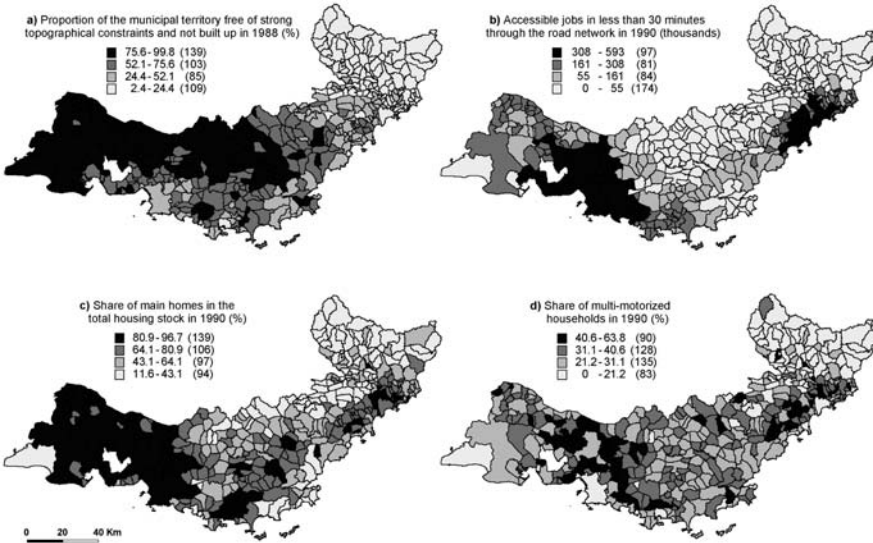 a) Proportion of the municipal territory free of strong
topographical constraints and not built up in 1988 (%)
75.6 - 99.8 (139)
52.1 - 75.6 (103)
24.4 - 52.1 (85)
2.4 - 24.4 (109)
b) Accessible jobs in less than 30 minutes
through the road network in 1990 (thousands)
308 - 593 (97)
161 - 308 (81)
55 - 161 (84)
0 - 55 (174)
c) Share of main homes in the
total housing stock in 1990 (%)
80.9 - 96.7 (139)
64.1 - 80.9 (106)
43.1 - 64.1 (97)
11.6 - 43.1 (94)
d) Share of multi-motorized
households in 1990 (%)
40.6 - 63.8 (90)
31.1 - 40.6 (128)
21.2 - 31.1 (135)
0 - 21.2 (83)
0 20 40 Km